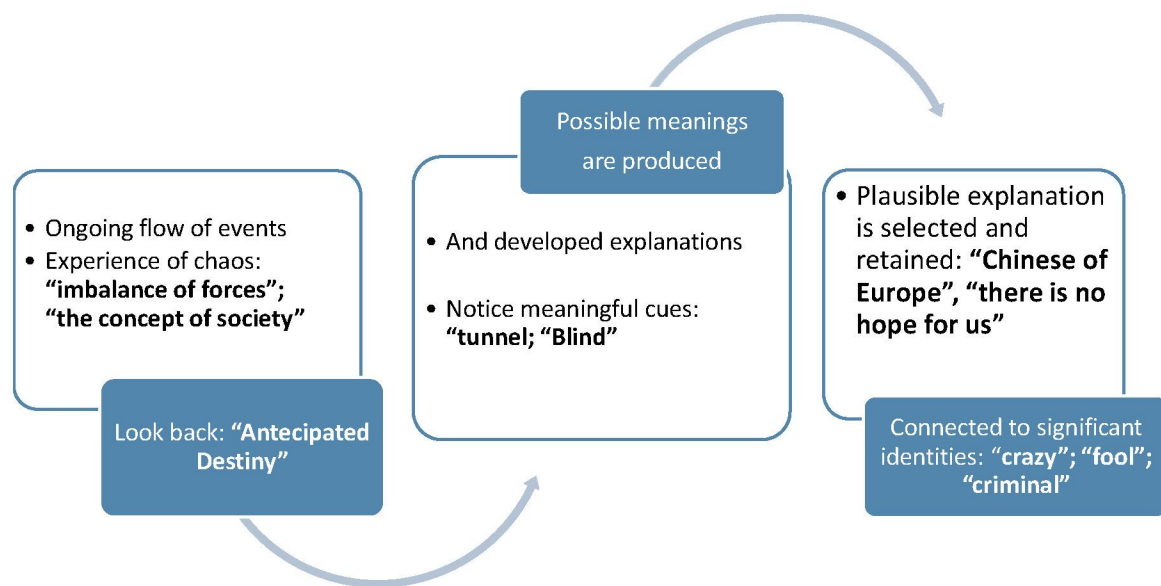 • Ongoing flow of events
• Experience of chaos:
“imbalance of forces”;
“the concept of society”
Look back: “Antecipated
Destiny”
Possible meanings
are produced
• And developed explanations
• Notice meaningful cues:
“tunnel; “Blind”
• Plausible explanation
is selected and
retained: “Chinese of
Europe”, “there is no
hope for us”
Connected to significant
identities: “crazy”; “fool”;
“criminal”